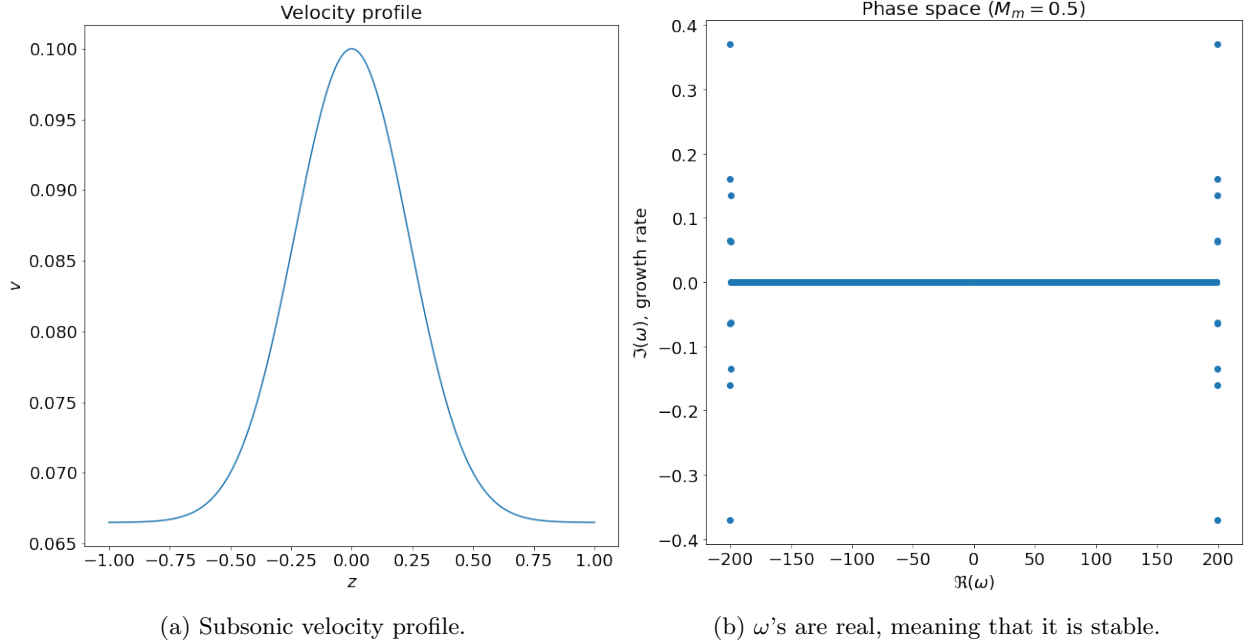 Velocity profile
0.100
0.095
0.090
0.085
0.080
0.075
0.070
0.065
v
−1.00 −0.75 −0.50 −0.25 0.00 0.25 0.50 0.75 1.00
z
(a) Subsonic velocity profile.
Phase space (Mₘ = 0.5)
0.4
0.3
0.2
0.1
0.0
−0.1
−0.2
−0.3
−0.4
ℑ(ω), growth rate
−200 −150 −100 −50 0 50 100 150 200
ℜ(ω)
(b) ω's are real, meaning that it is stable.